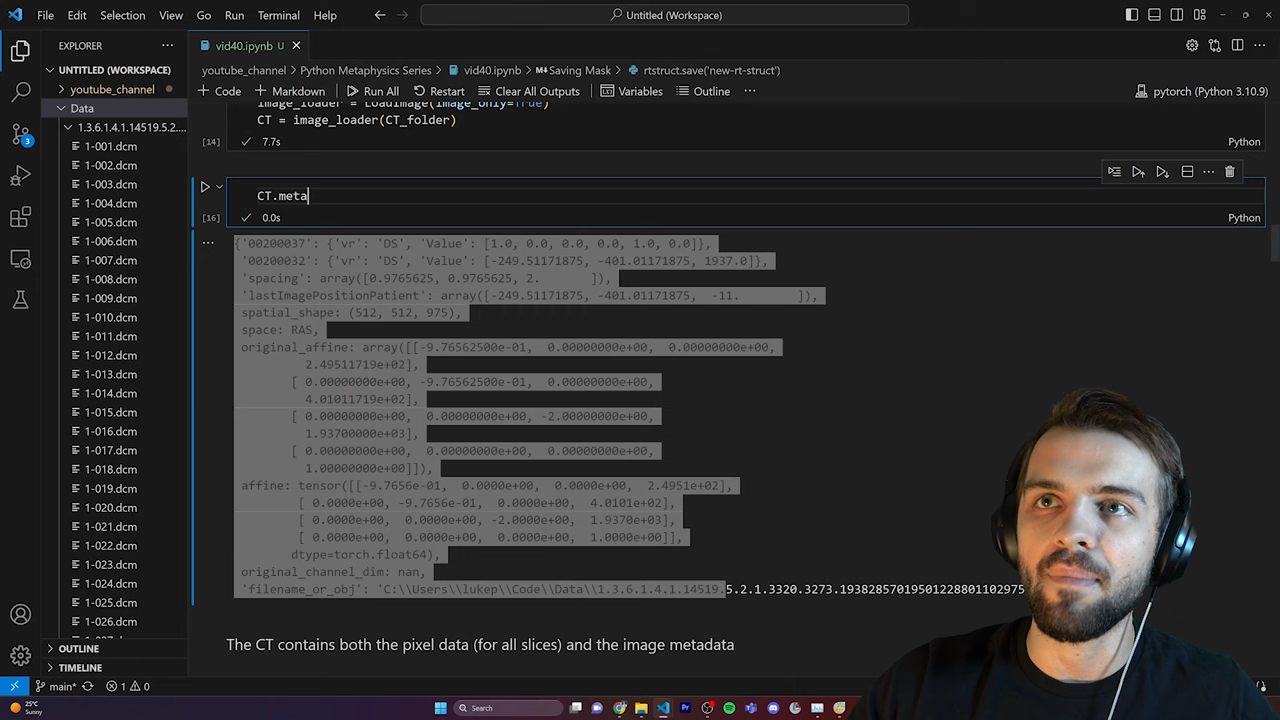 File Edit Selection View Go Run Terminal Help
Untitled (Workspace)
EXPLORER
vid40.ipynb U
UNTITLED (WORKSPACE)
youtube_channel
Data
1.3.6.1.4.1.14519.5.2....
1-001.dcm
1-002.dcm
1-003.dcm
1-004.dcm
1-005.dcm
1-006.dcm
1-007.dcm
1-008.dcm
1-009.dcm
1-010.dcm
1-011.dcm
1-012.dcm
1-013.dcm
1-014.dcm
1-015.dcm
1-016.dcm
1-017.dcm
1-018.dcm
1-019.dcm
1-020.dcm
1-021.dcm
1-022.dcm
1-023.dcm
1-024.dcm
1-025.dcm
1-026.dcm
OUTLINE
TIMELINE
youtube_channel > Python Metaphysics Series > vid40.ipynb > Saving Mask > rtstruct.save('new-rt-struct')
+ Code + Markdown Run All Restart Clear All Outputs Variables Outline ... pytorch (Python 3.10.9)
image_loader = LoadImage(image_only=True)
CT = image_loader(CT_folder)
[14] 7.7s Python
CT.meta
[16] 0.0s Python
{'00200037': {'vr': 'DS', 'Value': [1.0, 0.0, 0.0, 0.0, 1.0, 0.0]},
'00200032': {'vr': 'DS', 'Value': [-249.51171875, -401.01171875, 1937.0]},
'spacing': array([0.9765625, 0.9765625, 2. ]),
'lastImagePositionPatient': array([-249.51171875, -401.01171875, -11. ]),
spatial_shape: (512, 512, 975),
space: RAS,
original_affine: array([[-9.76562500e-01, 0.00000000e+00, 0.00000000e+00,
2.49511719e+02],
[ 0.00000000e+00, -9.76562500e-01, 0.00000000e+00,
4.01011719e+02],
[ 0.00000000e+00, 0.00000000e+00, -2.00000000e+00,
1.93700000e+03],
[ 0.00000000e+00, 0.00000000e+00, 0.00000000e+00,
1.00000000e+00]]),
affine: tensor([[-9.7656e-01, 0.0000e+00, 0.0000e+00, 2.4951e+02],
[ 0.0000e+00, -9.7656e-01, 0.0000e+00, 4.0101e+02],
[ 0.0000e+00, 0.0000e+00, -2.0000e+00, 1.9370e+03],
[ 0.0000e+00, 0.0000e+00, 0.0000e+00, 1.0000e+00]],
dtype=torch.float64),
original_channel_dim: nan,
'filename_or_obj': 'C:\\Users\\lukep\\Code\\Data\\1.3.6.1.4.1.14519.5.2.1.3320.3273.193828570195012288011029​75
The CT contains both the pixel data (for all slices) and the image metadata
main* 1 0
25°C
Sunny
Search